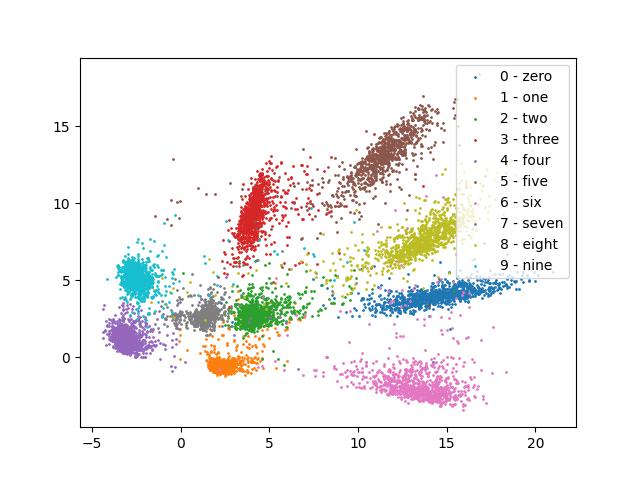 15
10
5
0
−5
0
5
10
15
20
0 - zero
1 - one
2 - two
3 - three
4 - four
5 - five
6 - six
7 - seven
8 - eight
9 - nine